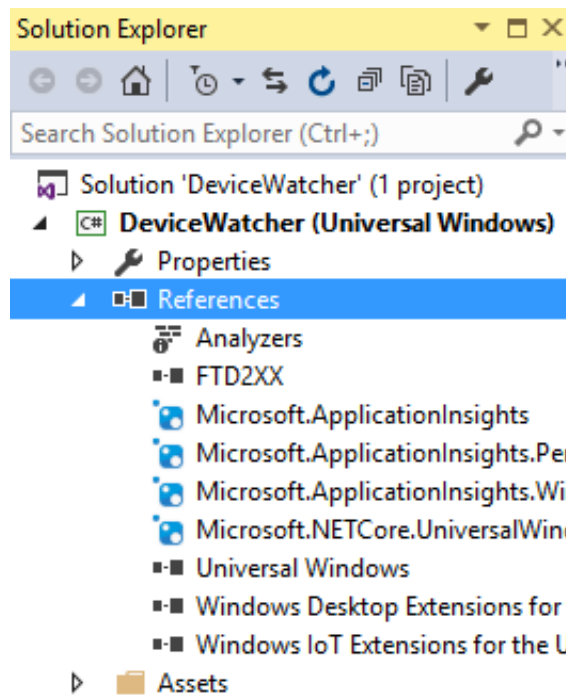 Solution Explorer
Search Solution Explorer (Ctrl+;)
Solution 'DeviceWatcher' (1 project)
C# DeviceWatcher (Universal Windows)
Properties
References
Analyzers
FTD2XX
Microsoft.ApplicationInsights
Microsoft.ApplicationInsights.Per
Microsoft.ApplicationInsights.Wi
Microsoft.NETCore.UniversalWin
Universal Windows
Windows Desktop Extensions for
Windows IoT Extensions for the U
Assets